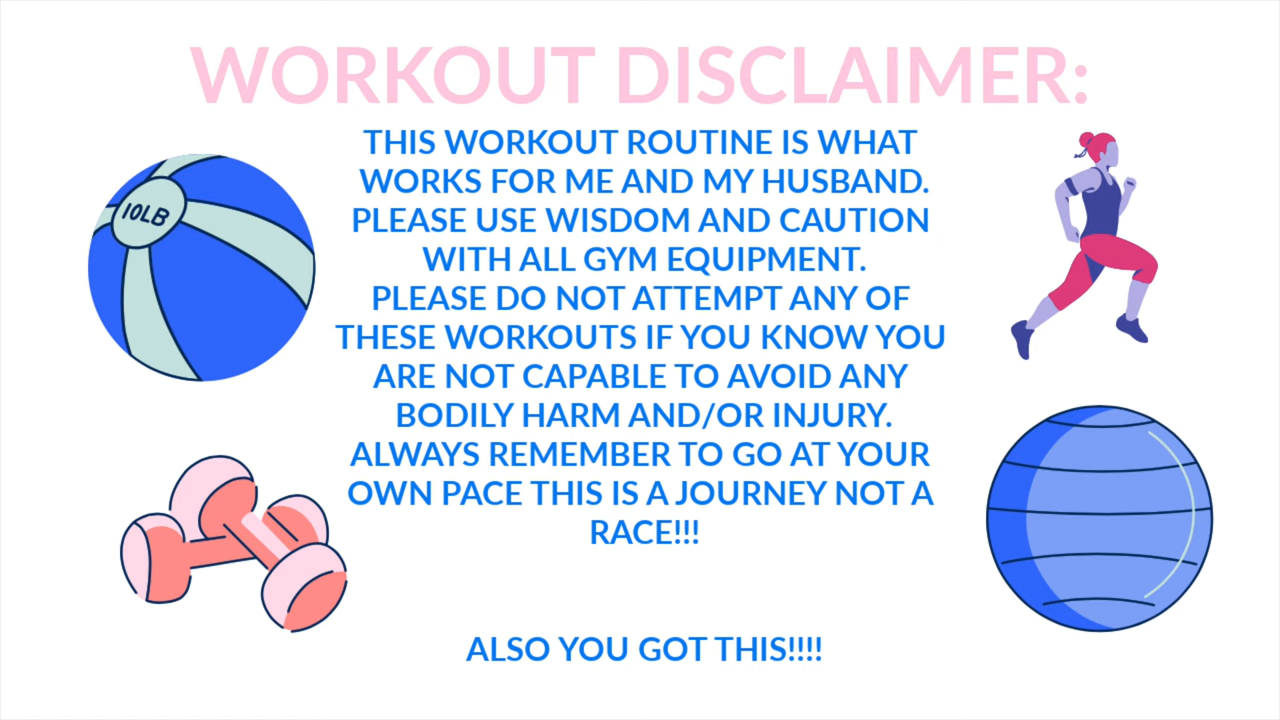 WORKOUT DISCLAIMER:
THIS WORKOUT ROUTINE IS WHAT
WORKS FOR ME AND MY HUSBAND.
PLEASE USE WISDOM AND CAUTION
WITH ALL GYM EQUIPMENT.
PLEASE DO NOT ATTEMPT ANY OF
THESE WORKOUTS IF YOU KNOW YOU
ARE NOT CAPABLE TO AVOID ANY
BODILY HARM AND/OR INJURY.
ALWAYS REMEMBER TO GO AT YOUR
OWN PACE THIS IS A JOURNEY NOT A
RACE!!!
ALSO YOU GOT THIS!!!!
10LB